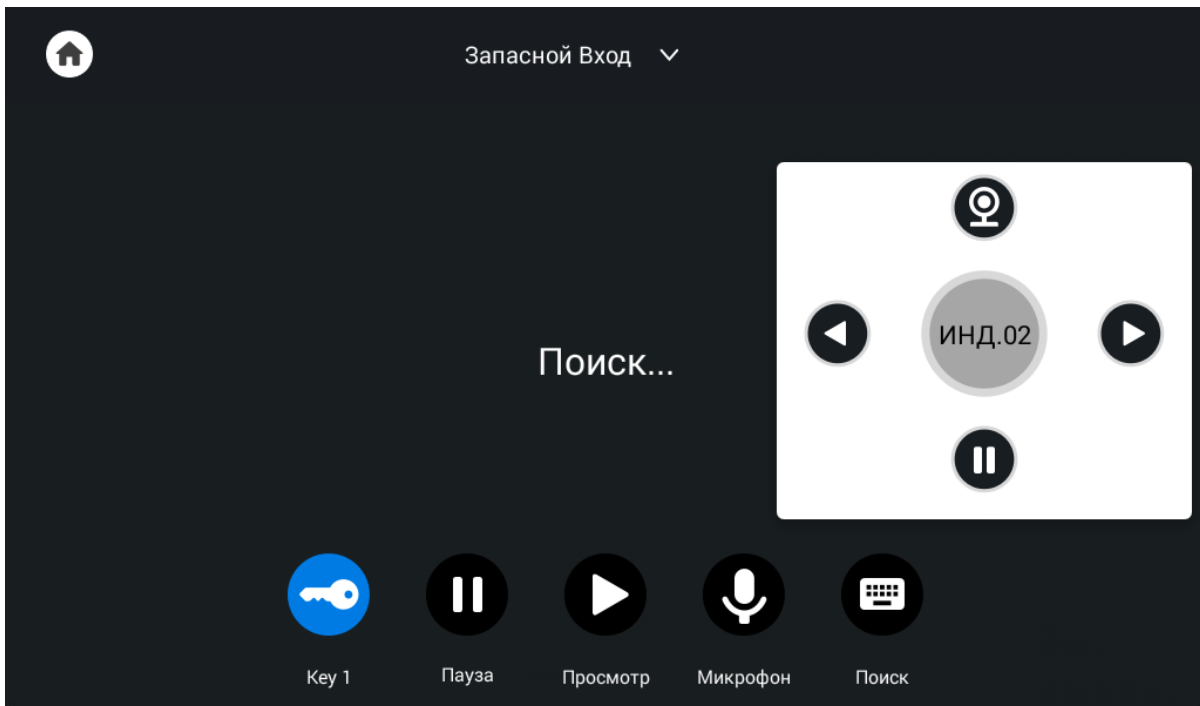 Запасной Вход
ИНД.02
Поиск...
Key 1
Пауза
Просмотр
Микрофон
Поиск